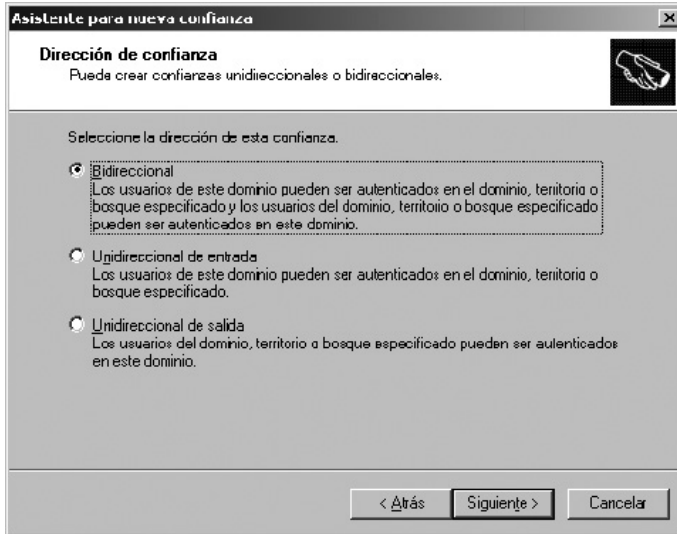 Asistente para nueva confianza
Dirección de confianza
Puede crear confianzas unidireccionales o bidireccionales.
Seleccione la dirección de esta confianza.
Bidireccional
Los usuarios de este dominio pueden ser autenticados en el dominio, territorio o
bosque especificado y los usuarios del dominio, territorio o bosque especificado
pueden ser autenticados en este dominio.
Unidireccional de entrada
Los usuarios de este dominio pueden ser autenticados en el dominio, territorio o
bosque especificado.
Unidireccional de salida
Los usuarios del dominio, territorio o bosque especificado pueden ser autenticados
en este dominio.
< Atrás Siguiente > Cancelar